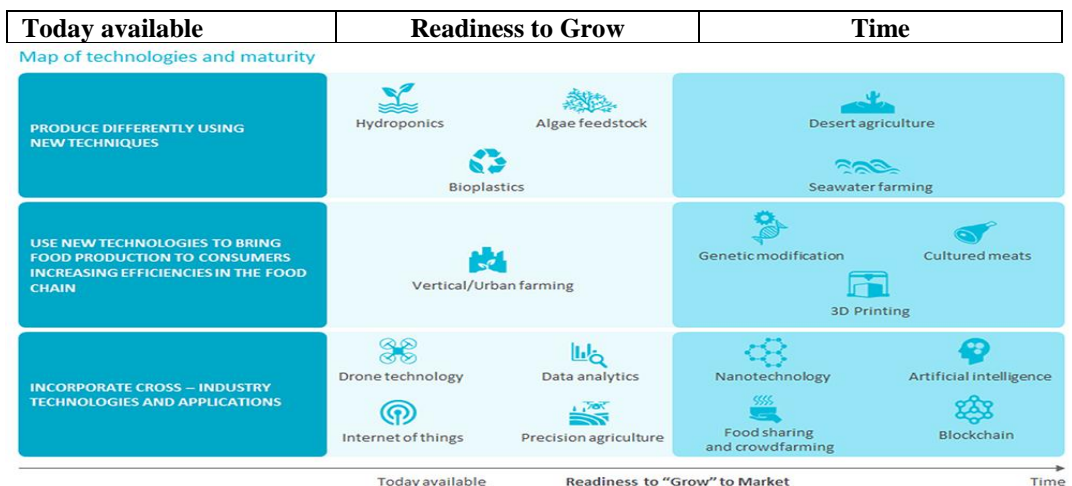 Today available Readiness to Grow Time
Map of technologies and maturity
PRODUCE DIFFERENTLY USING
NEW TECHNIQUES
Hydroponics Algae feedstock
Bioplastics
Desert agriculture
Seawater farming
USE NEW TECHNOLOGIES TO BRING
FOOD PRODUCTION TO CONSUMERS
INCREASING EFFICIENCIES IN THE FOOD
CHAIN
Vertical/Urban farming
Genetic modification Cultured meats
3D Printing
INCORPORATE CROSS – INDUSTRY
TECHNOLOGIES AND APPLICATIONS
Drone technology Data analytics
Internet of things Precision agriculture
Nanotechnology Artificial intelligence
Food sharing
and crowdfarming
Blockchain
Today available Readiness to "Grow" to Market Time